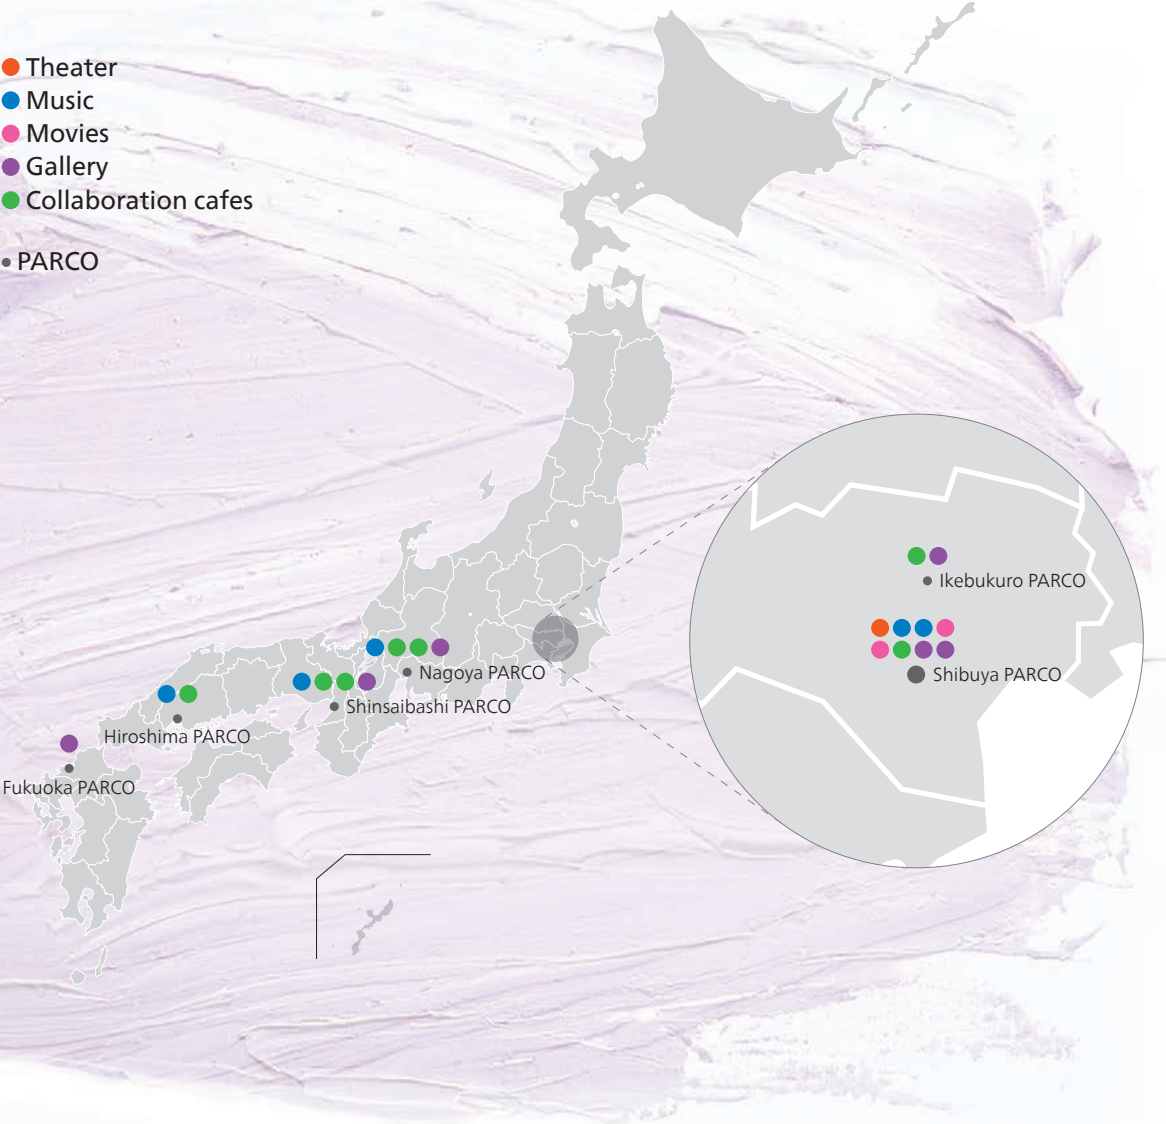 Theater
Music
Movies
Gallery
Collaboration cafes
PARCO
Ikebukuro PARCO
Shibuya PARCO
Nagoya PARCO
Shinsaibashi PARCO
Hiroshima PARCO
Fukuoka PARCO